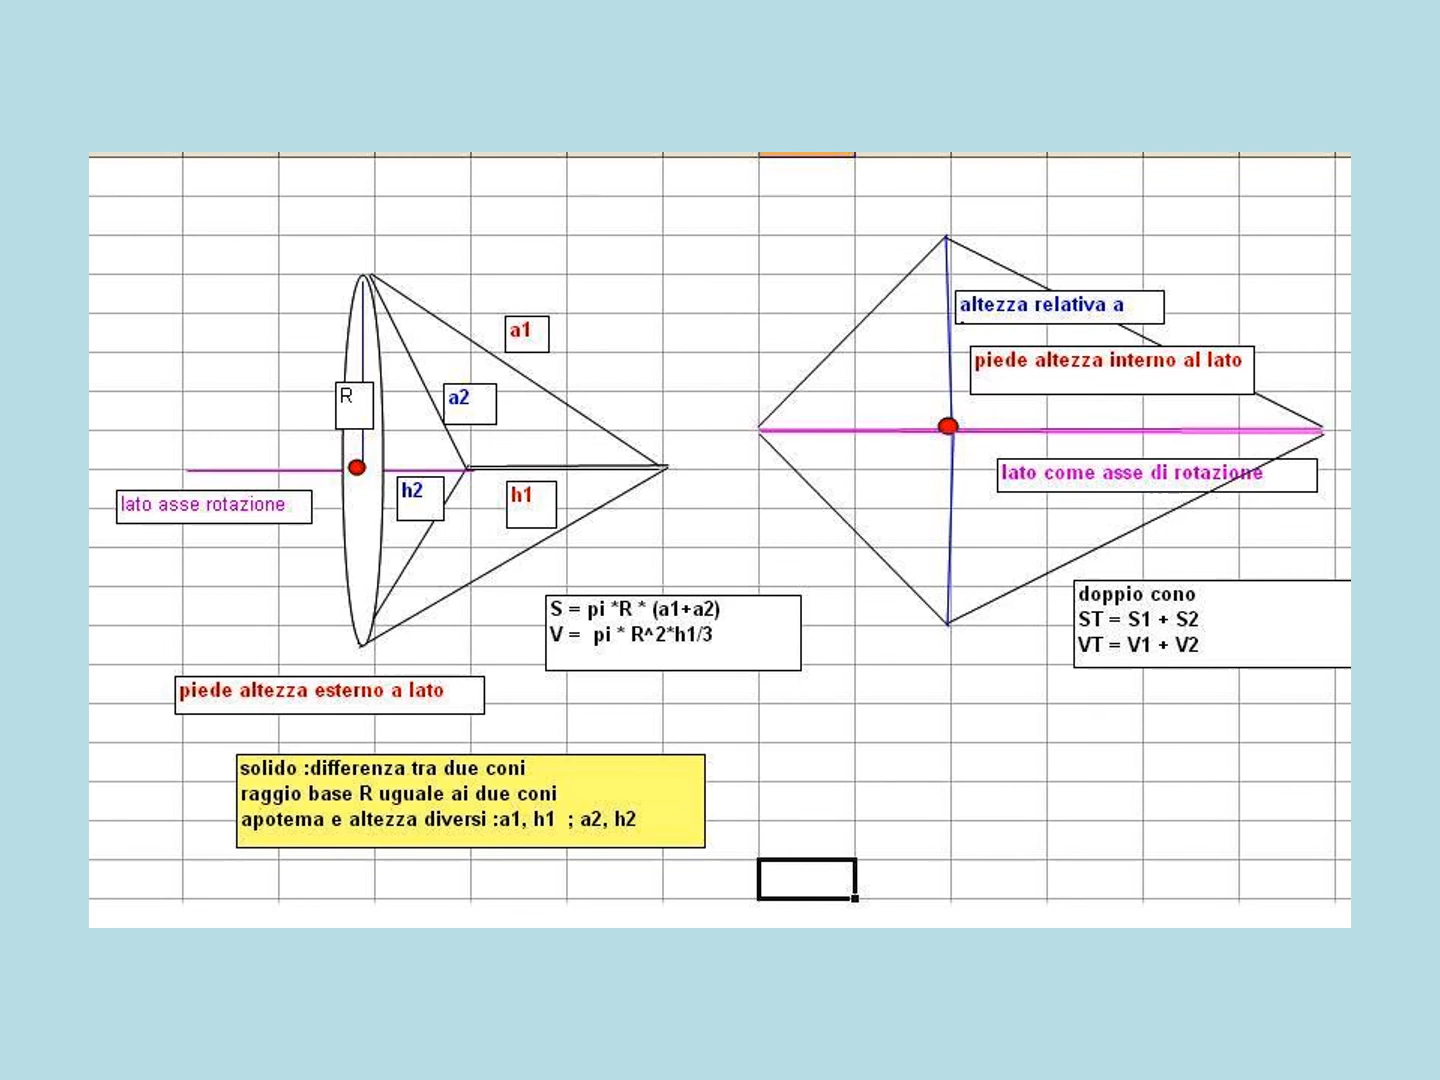 a1
R
a2
h2
h1
lato asse rotazione
S = pi *R * (a1+a2)
V =  pi * R^2*h1/3
piede altezza esterno a lato
solido :differenza tra due coni
raggio base R uguale ai due coni
apotema e altezza diversi :a1, h1  ; a2, h2
altezza relativa a
piede altezza interno al lato
lato come asse di rotazione
doppio cono
ST = S1 + S2
VT = V1 + V2